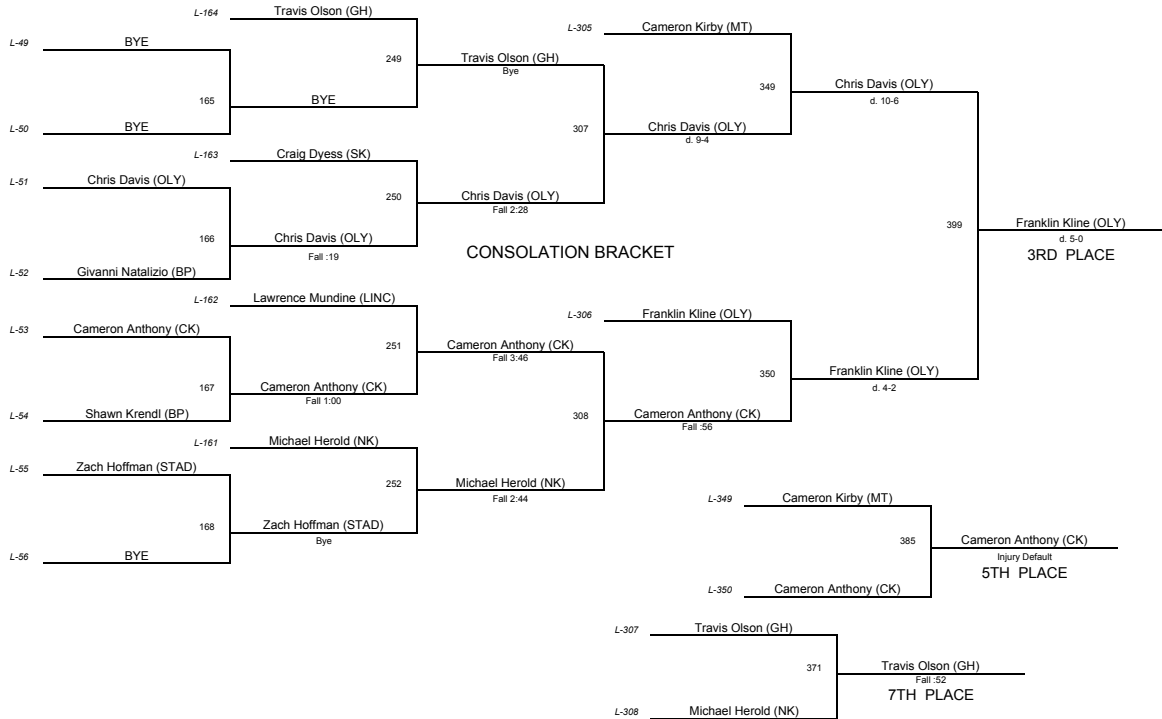 L-164 Travis Olson (GH)
L-49 BYE
249 Travis Olson (GH)
Bye
165 BYE
L-50 BYE
L-163 Craig Dyess (SK)
L-51 Chris Davis (OLY)
250 Chris Davis (OLY)
Fall 2:28
166 Chris Davis (OLY)
Fall :19
L-52 Givanni Natalizio (BP)
L-305 Cameron Kirby (MT)
349 Chris Davis (OLY)
d. 10-6
307 Chris Davis (OLY)
d. 9-4
CONSOLATION BRACKET
399 Franklin Kline (OLY)
d. 5-0
3RD PLACE
L-162 Lawrence Mundine (LINC)
L-53 Cameron Anthony (CK)
251 Cameron Anthony (CK)
Fall 3:46
167 Cameron Anthony (CK)
Fall 1:00
L-54 Shawn Krendl (BP)
L-161 Michael Herold (NK)
L-55 Zach Hoffman (STAD)
252 Michael Herold (NK)
Fall 2:44
168 Zach Hoffman (STAD)
Bye
L-56 BYE
L-306 Franklin Kline (OLY)
350 Franklin Kline (OLY)
d. 4-2
308 Cameron Anthony (CK)
Fall :56
L-349 Cameron Kirby (MT)
385 Cameron Anthony (CK)
Injury Default
5TH PLACE
L-350 Cameron Anthony (CK)
L-307 Travis Olson (GH)
371 Travis Olson (GH)
Fall :52
7TH PLACE
L-308 Michael Herold (NK)